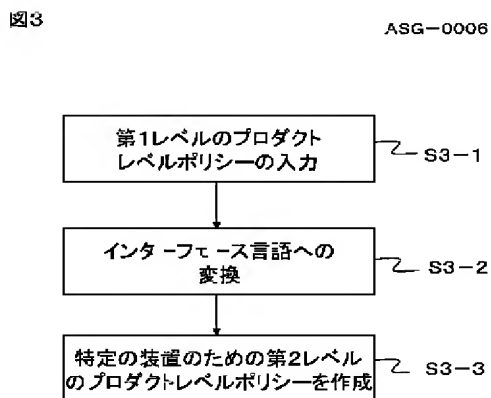 図3
ASG-0006
第1レベルのプロダクト
レベルポリシーの入力
S3-1
インターフェース言語への
変換
S3-2
特定の装置のための第2レベル
のプロダクトレベルポリシーを作成
S3-3